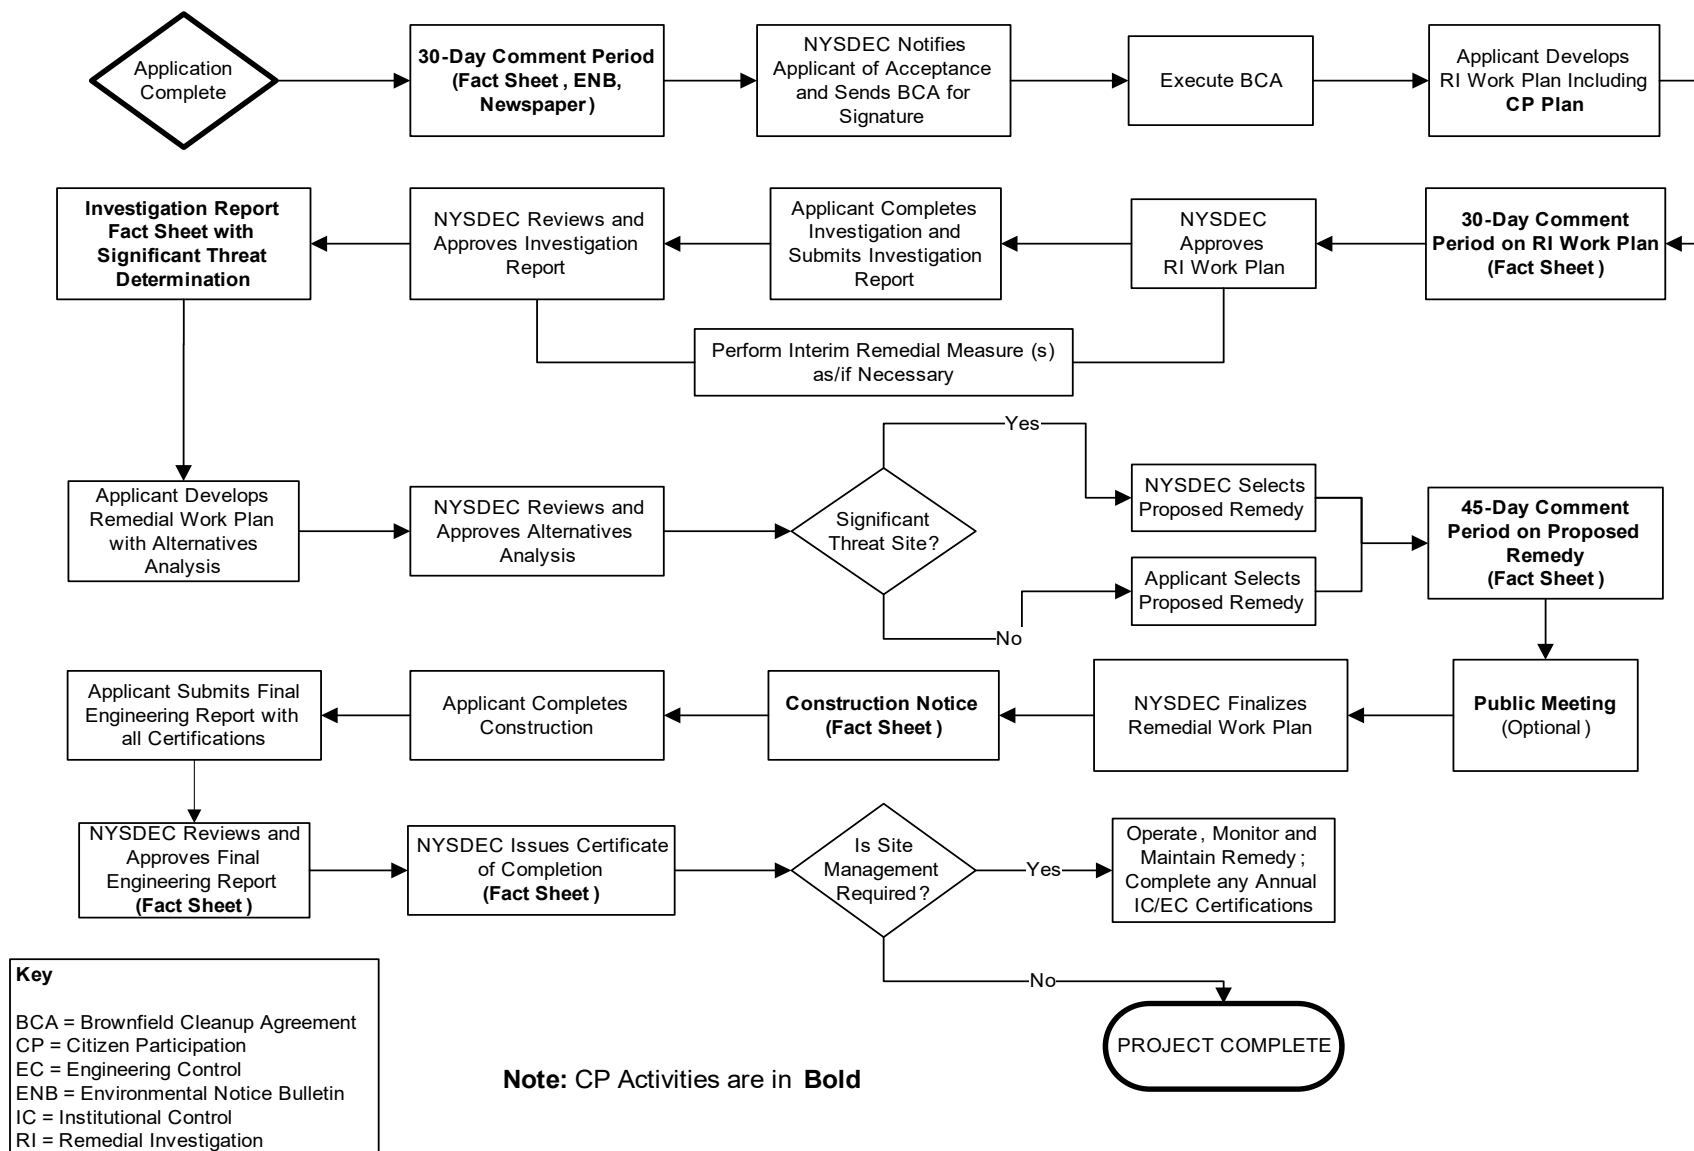 Application
Complete
30-Day Comment Period
(Fact Sheet, ENB,
Newspaper)
NYSDEC Notifies
Applicant of Acceptance
and Sends BCA for
Signature
Execute BCA
Applicant Develops
RI Work Plan Including
CP Plan
Investigation Report
Fact Sheet with
Significant Threat
Determination
NYSDEC Reviews and
Approves Investigation
Report
Applicant Completes
Investigation and
Submits Investigation
Report
NYSDEC
Approves
RI Work Plan
30-Day Comment
Period on RI Work Plan
(Fact Sheet)
Perform Interim Remedial Measure (s)
as/if Necessary
Applicant Develops
Remedial Work Plan
with Alternatives
Analysis
NYSDEC Reviews and
Approves Alternatives
Analysis
Significant
Threat Site?
Yes
No
NYSDEC Selects
Proposed Remedy
Applicant Selects
Proposed Remedy
45-Day Comment
Period on Proposed
Remedy
(Fact Sheet)
Applicant Submits Final
Engineering Report with
all Certifications
Applicant Completes
Construction
Construction Notice
(Fact Sheet)
NYSDEC Finalizes
Remedial Work Plan
Public Meeting
(Optional)
NYSDEC Reviews and
Approves Final
Engineering Report
(Fact Sheet)
NYSDEC Issues Certificate
of Completion
(Fact Sheet)
Is Site
Management
Required?
Yes
Operate, Monitor and
Maintain Remedy;
Complete any Annual
IC/EC Certifications
No
PROJECT COMPLETE
Key
BCA = Brownfield Cleanup Agreement
CP = Citizen Participation
EC = Engineering Control
ENB = Environmental Notice Bulletin
IC = Institutional Control
RI = Remedial Investigation
Note: CP Activities are in Bold